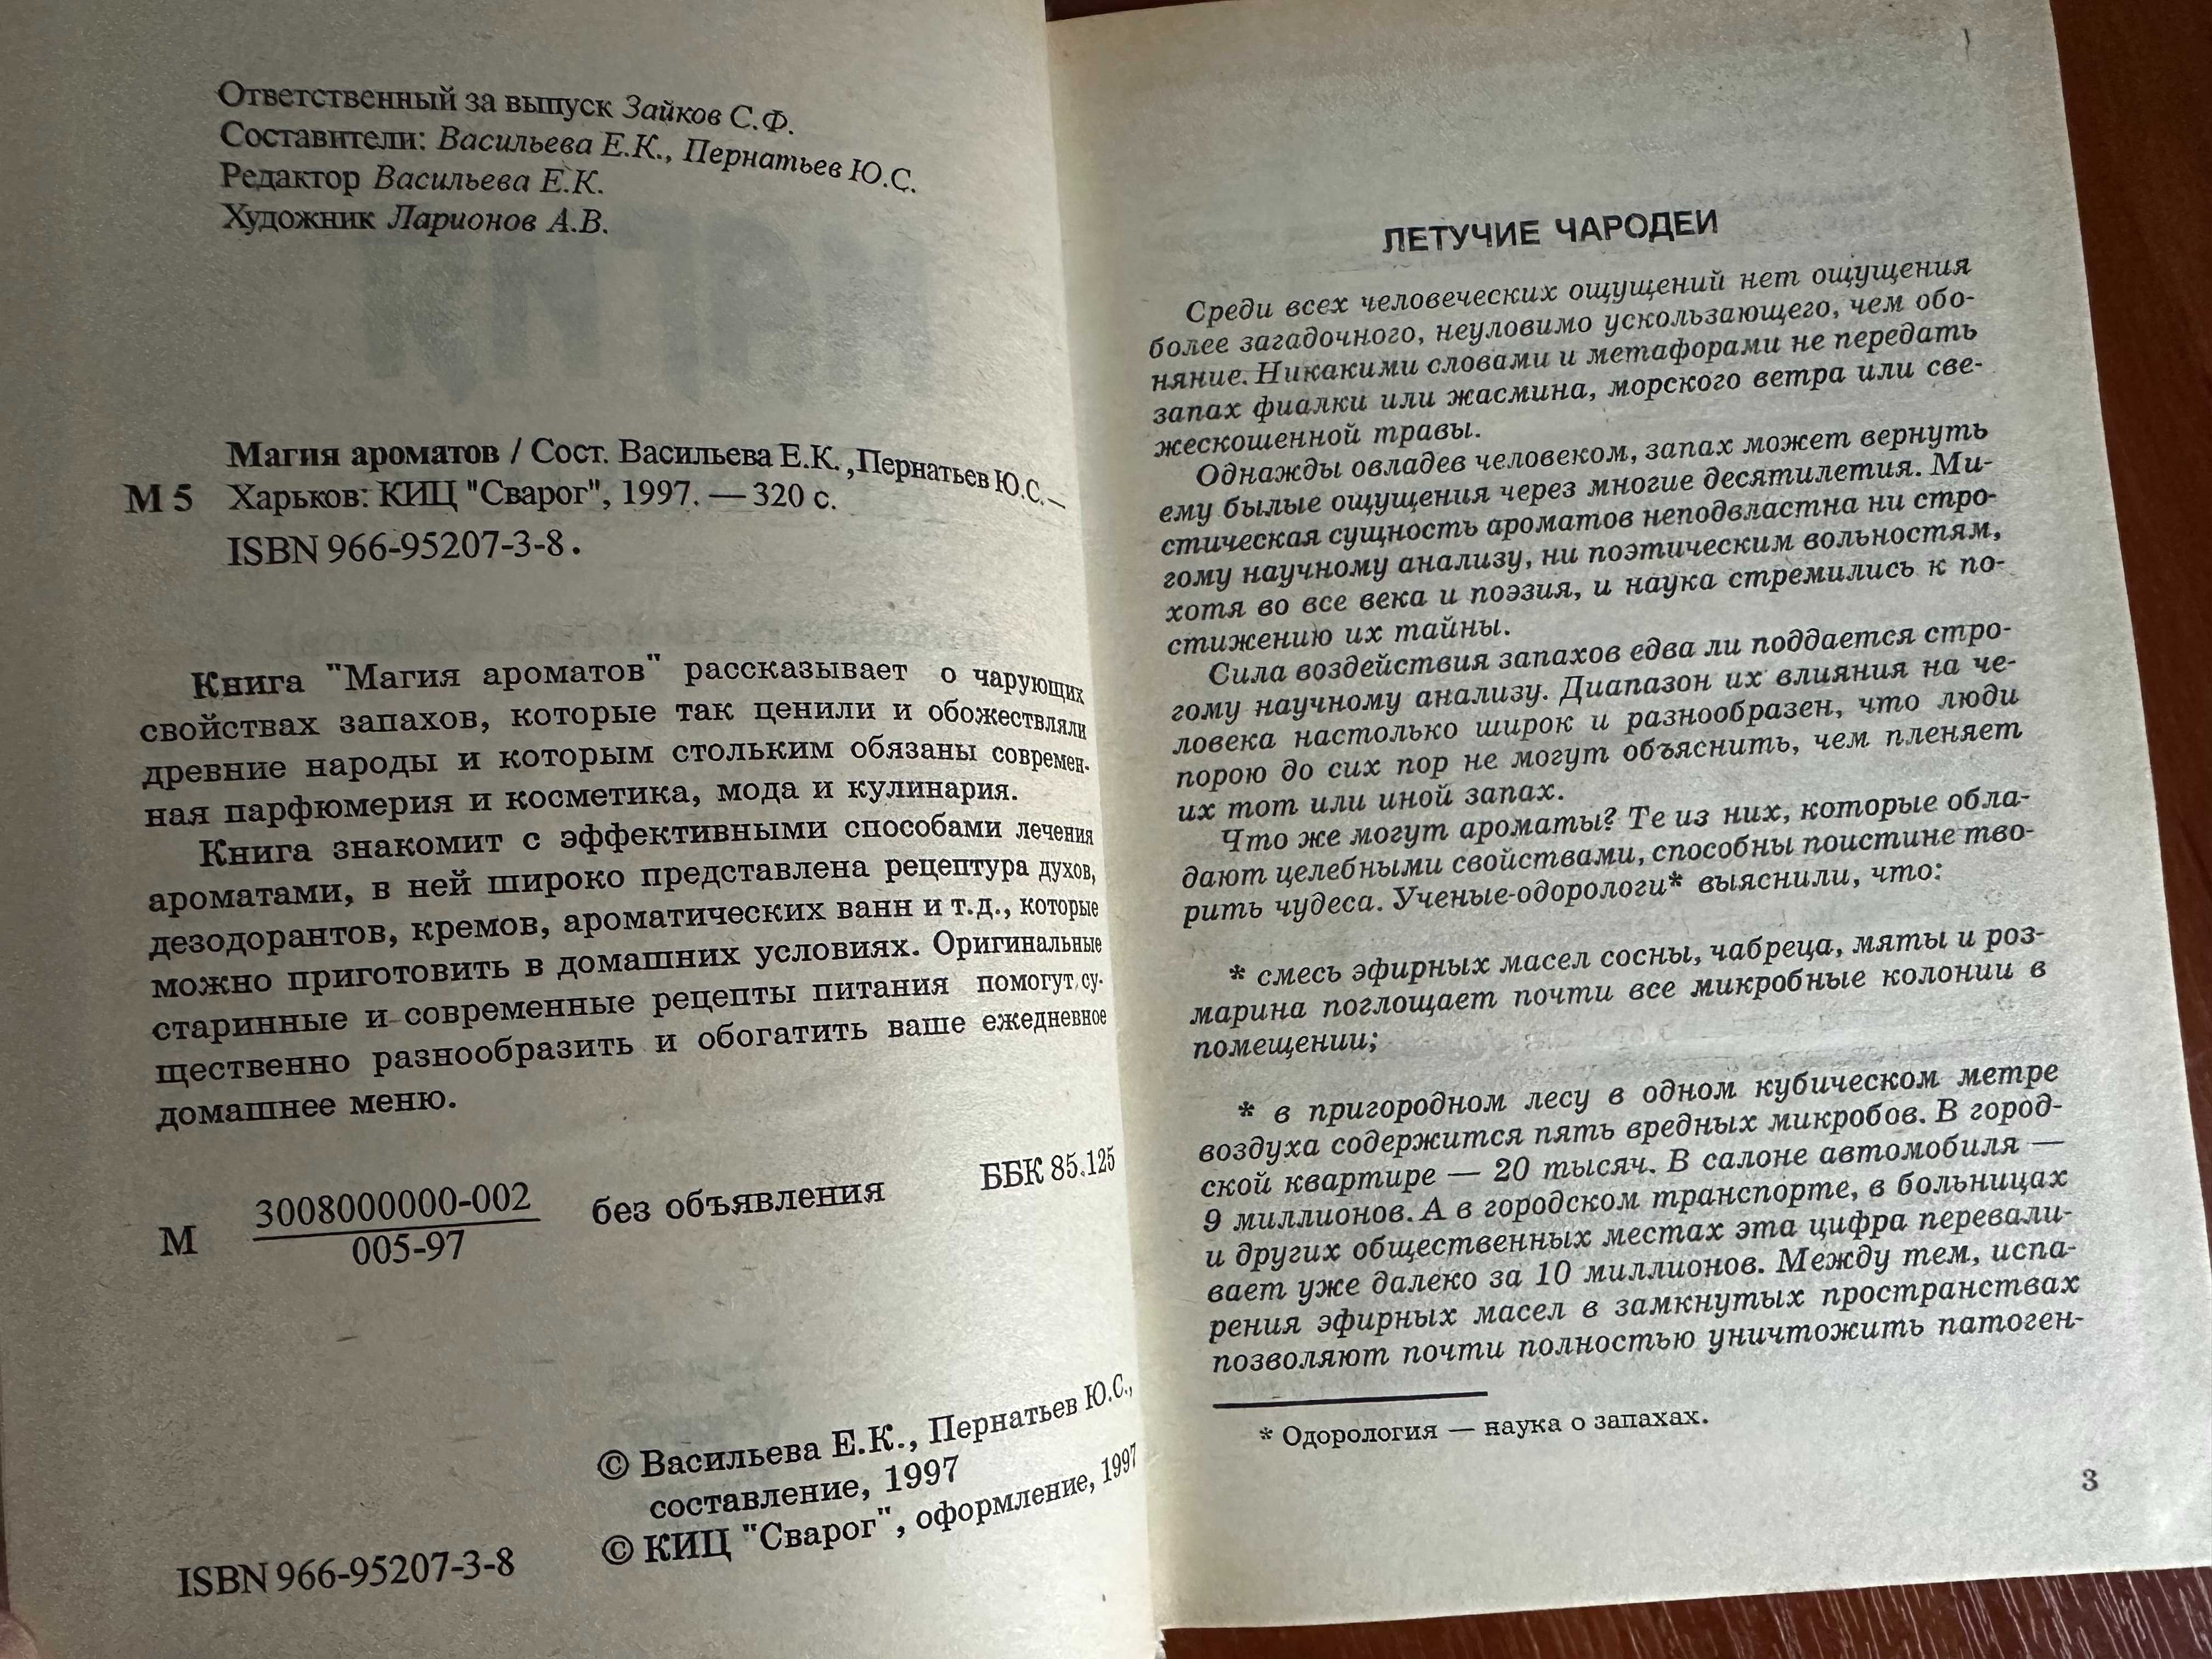 Ответственный за выпуск Зайков С.Ф.
Составители: Васильева Е.К., Пернатьев Ю.С.
Редактор Васильева Е.К.
Художник Ларионов А.В.
Магия ароматов / Сост. Васильева Е.К., Пернатьев Ю.С. —
М 5 Харьков: КИЦ "Сварог", 1997. — 320 с.
ISBN 966-95207-3-8.
Книга "Магия ароматов" рассказывает о чарующих
свойствах запахов, которые так ценили и обожествляли
древние народы и которым стольким обязаны современ-
ная парфюмерия и косметика, мода и кулинария.
Книга знакомит с эффективными способами лечения
ароматами, в ней широко представлена рецептура духов,
дезодорантов, кремов, ароматических ванн и т.д., которые
можно приготовить в домашних условиях. Оригинальные
старинные и современные рецепты питания помогут су-
щественно разнообразить и обогатить ваше ежедневное
домашнее меню.
М 3008000000-002 без объявления ББК 85.125
005-97
© Васильева Е.К., Пернатьев Ю.С.,
составление, 1997
© КИЦ "Сварог", оформление, 1997
ISBN 966-95207-3-8
ЛЕТУЧИЕ ЧАРОДЕИ
Среди всех человеческих ощущений нет ощущения
более загадочного, неуловимо ускользающего, чем обо-
няние. Никакими словами и метафорами не передать
запах фиалки или жасмина, морского ветра или све-
жескошенной травы.
Однажды овладев человеком, запах может вернуть
ему былые ощущения через многие десятилетия. Ми-
стическая сущность ароматов неподвластна ни стро-
гому научному анализу, ни поэтическим вольностям,
хотя во все века и поэзия, и наука стремились к по-
стижению их тайны.
Сила воздействия запахов едва ли поддается стро-
гому научному анализу. Диапазон их влияния на че-
ловека настолько широк и разнообразен, что люди
порою до сих пор не могут объяснить, чем пленяет
их тот или иной запах.
Что же могут ароматы? Те из них, которые обла-
дают целебными свойствами, способны поистине тво-
рить чудеса. Ученые-одорологи* выяснили, что:
* смесь эфирных масел сосны, чабреца, мяты и роз-
марина поглощает почти все микробные колонии в
помещении;
* в пригородном лесу в одном кубическом метре
воздуха содержится пять вредных микробов. В город-
ской квартире — 20 тысяч. В салоне автомобиля —
9 миллионов. А в городском транспорте, в больницах
и других общественных местах эта цифра перевали-
вает уже далеко за 10 миллионов. Между тем, испа-
рения эфирных масел в замкнутых пространствах
позволяют почти полностью уничтожить патоген-
* Одорология — наука о запахах.
3